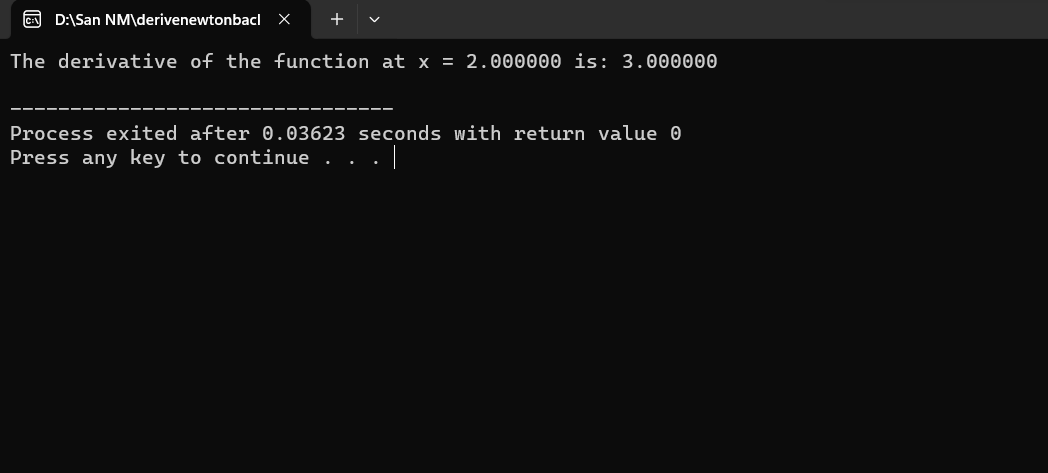 D:\San NM\derivenewtonbacl
The derivative of the function at x = 2.000000 is: 3.000000
--------------------------------
Process exited after 0.03623 seconds with return value 0
Press any key to continue . . .